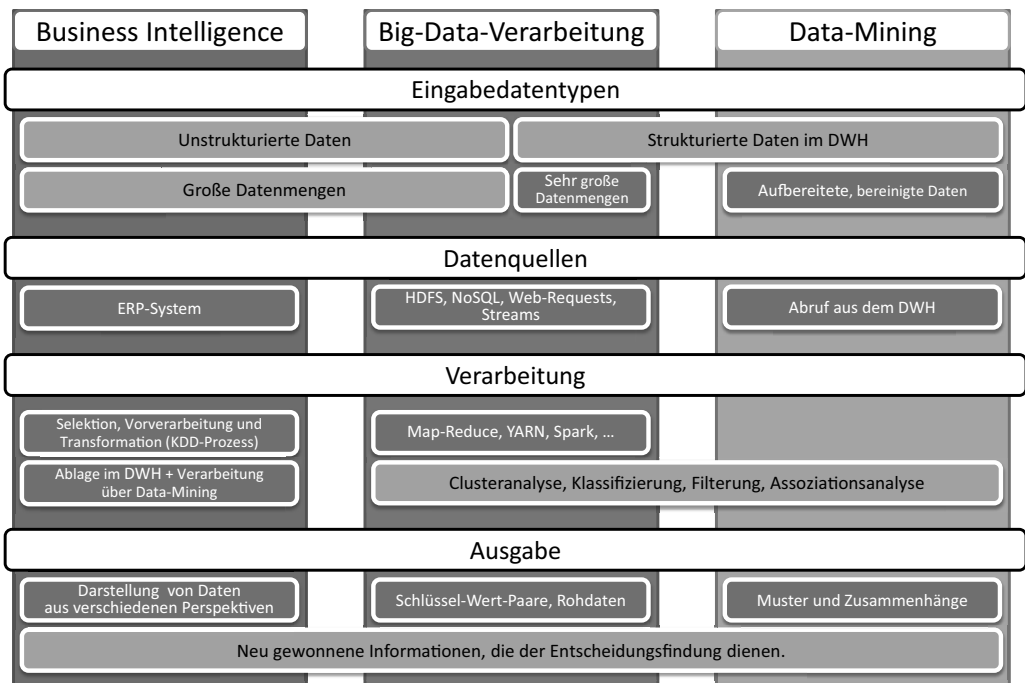 Business Intelligence
Big-Data-Verarbeitung
Data-Mining
Eingabedatentypen
Unstrukturierte Daten
Strukturierte Daten im DWH
Große Datenmengen
Sehr große
Datenmengen
Aufbereitete, bereinigte Daten
Datenquellen
ERP-System
HDFS, NoSQL, Web-Requests,
Streams
Abruf aus dem DWH
Verarbeitung
Selektion, Vorverarbeitung und
Transformation (KDD-Prozess)
Map-Reduce, YARN, Spark, ...
Ablage im DWH + Verarbeitung
über Data-Mining
Clusteranalyse, Klassifizierung, Filterung, Assoziationsanalyse
Ausgabe
Darstellung von Daten
aus verschiedenen Perspektiven
Schlüssel-Wert-Paare, Rohdaten
Muster und Zusammenhänge
Neu gewonnene Informationen, die der Entscheidungsfindung dienen.